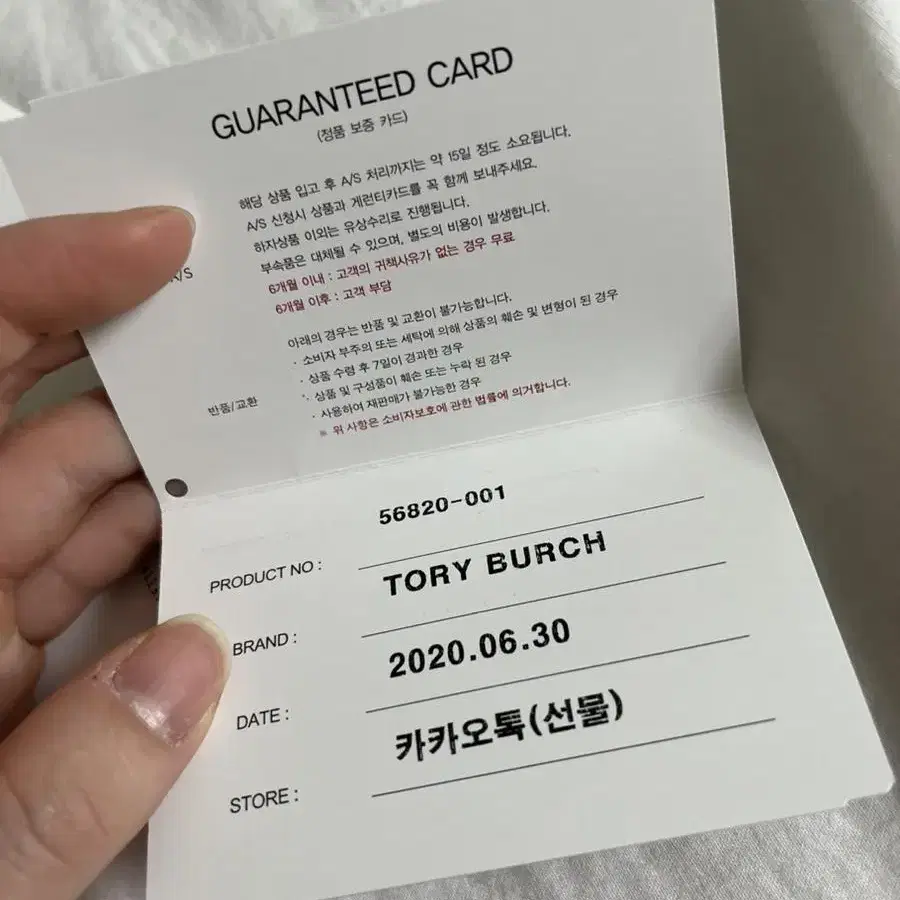 GUARANTEED CARD
(정품 보증 카드)
해당 상품 입고 후 A/S 처리까지는 약 15일 정도 소요됩니다.
A/S 신청시 상품과 게런티카드를 꼭 함께 보내주세요.
하자상품 이외는 유상수리로 진행됩니다.
부속품은 대체될 수 있으며, 별도의 비용이 발생합니다.
A/S
6개월 이내 : 고객의 귀책사유가 없는 경우 무료
6개월 이후 : 고객 부담
아래의 경우는 반품 및 교환이 불가능합니다.
· 소비자 부주의 또는 세탁에 의해 상품의 훼손 및 변형이 된 경우
· 상품 수령 후 7일이 경과한 경우
· 상품 및 구성품이 훼손 또는 누락 된 경우
반품/교환
· 사용하여 재판매가 불가능한 경우
※ 위 사항은 소비자보호에 관한 법률에 의거합니다.
PRODUCT NO : 56820-001
BRAND : TORY BURCH
DATE : 2020.06.30
STORE : 카카오톡(선물)